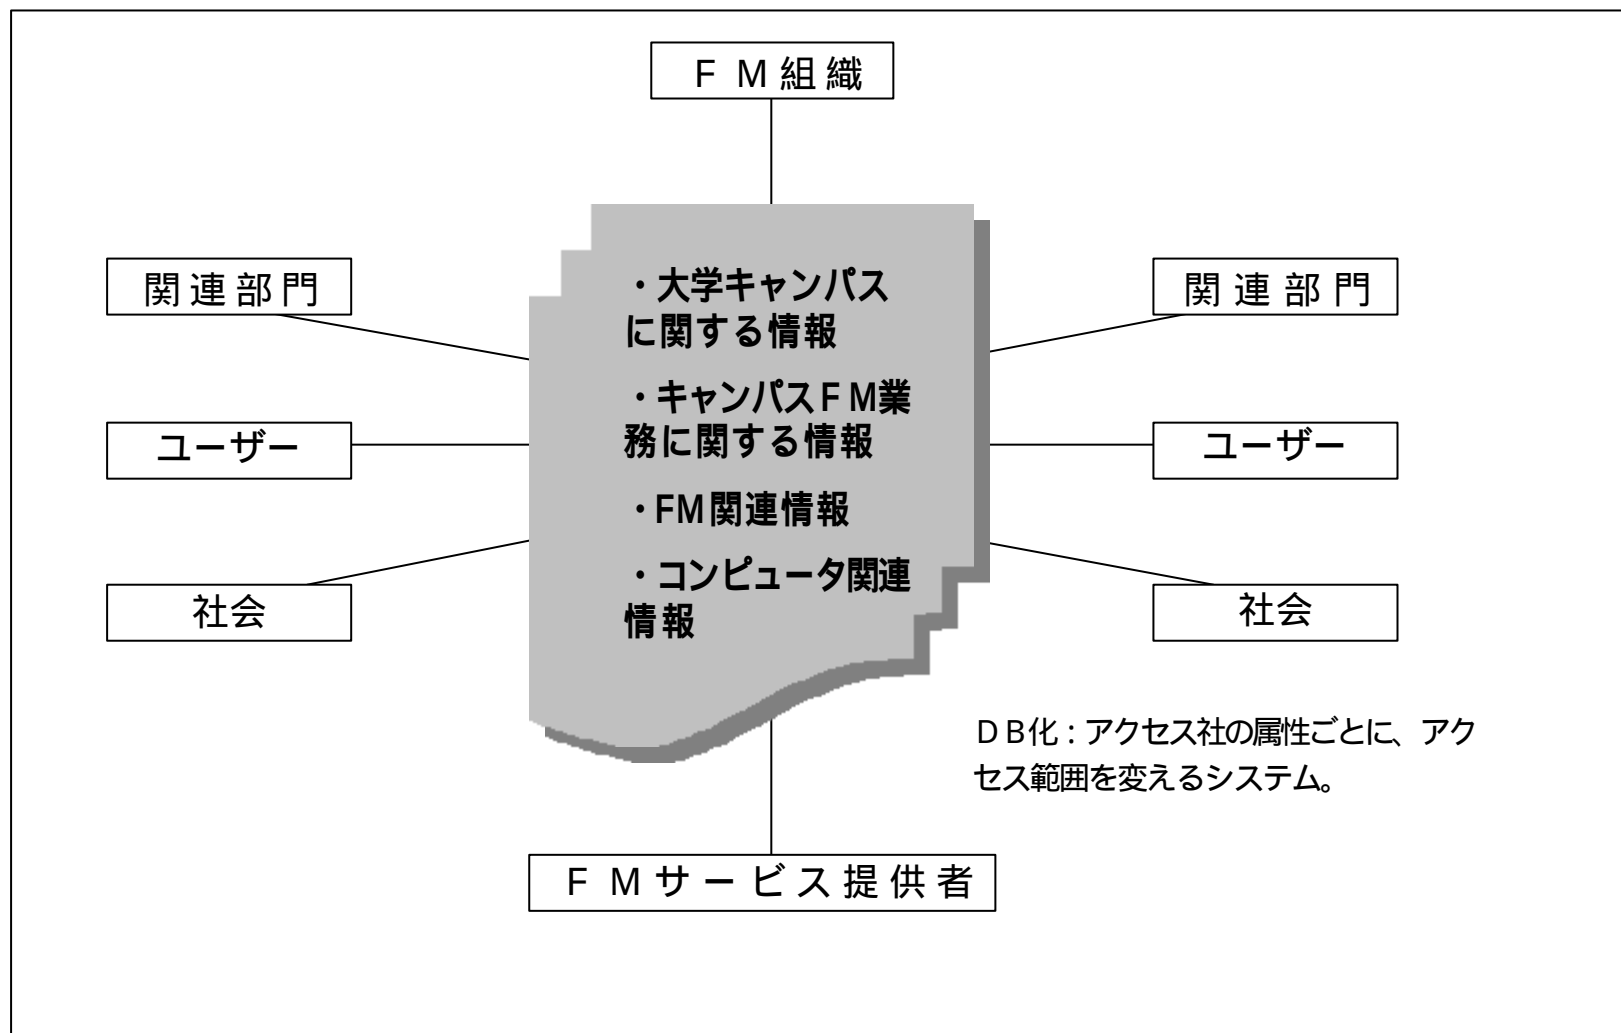 ＦＭ組織
関連部門
関連部門
・大学キャンパス
に関する情報
・キャンパスＦＭ業
務に関する情報
・FM関連情報
・コンピュータ関連
情報
ユーザー
ユーザー
社会
社会
ＤＢ化：アクセス社の属性ごとに、アク
セス範囲を変えるシステム。
ＦＭサービス提供者